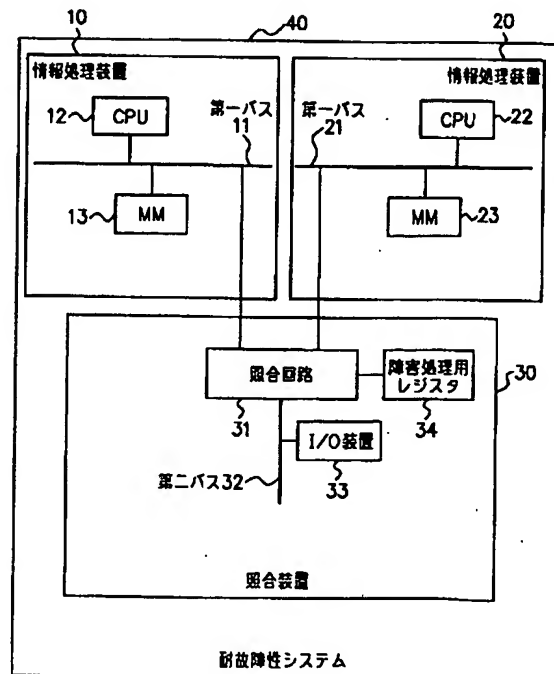 10
40
20
情報処理装置
情報処理装置
12
CPU
第一バス
11
第一バス
21
CPU
22
13
MM
MM
23
照合回路
障害処理用
レジスタ
30
31
34
I/O装置
第二バス32
33
照合装置
耐故障性システム